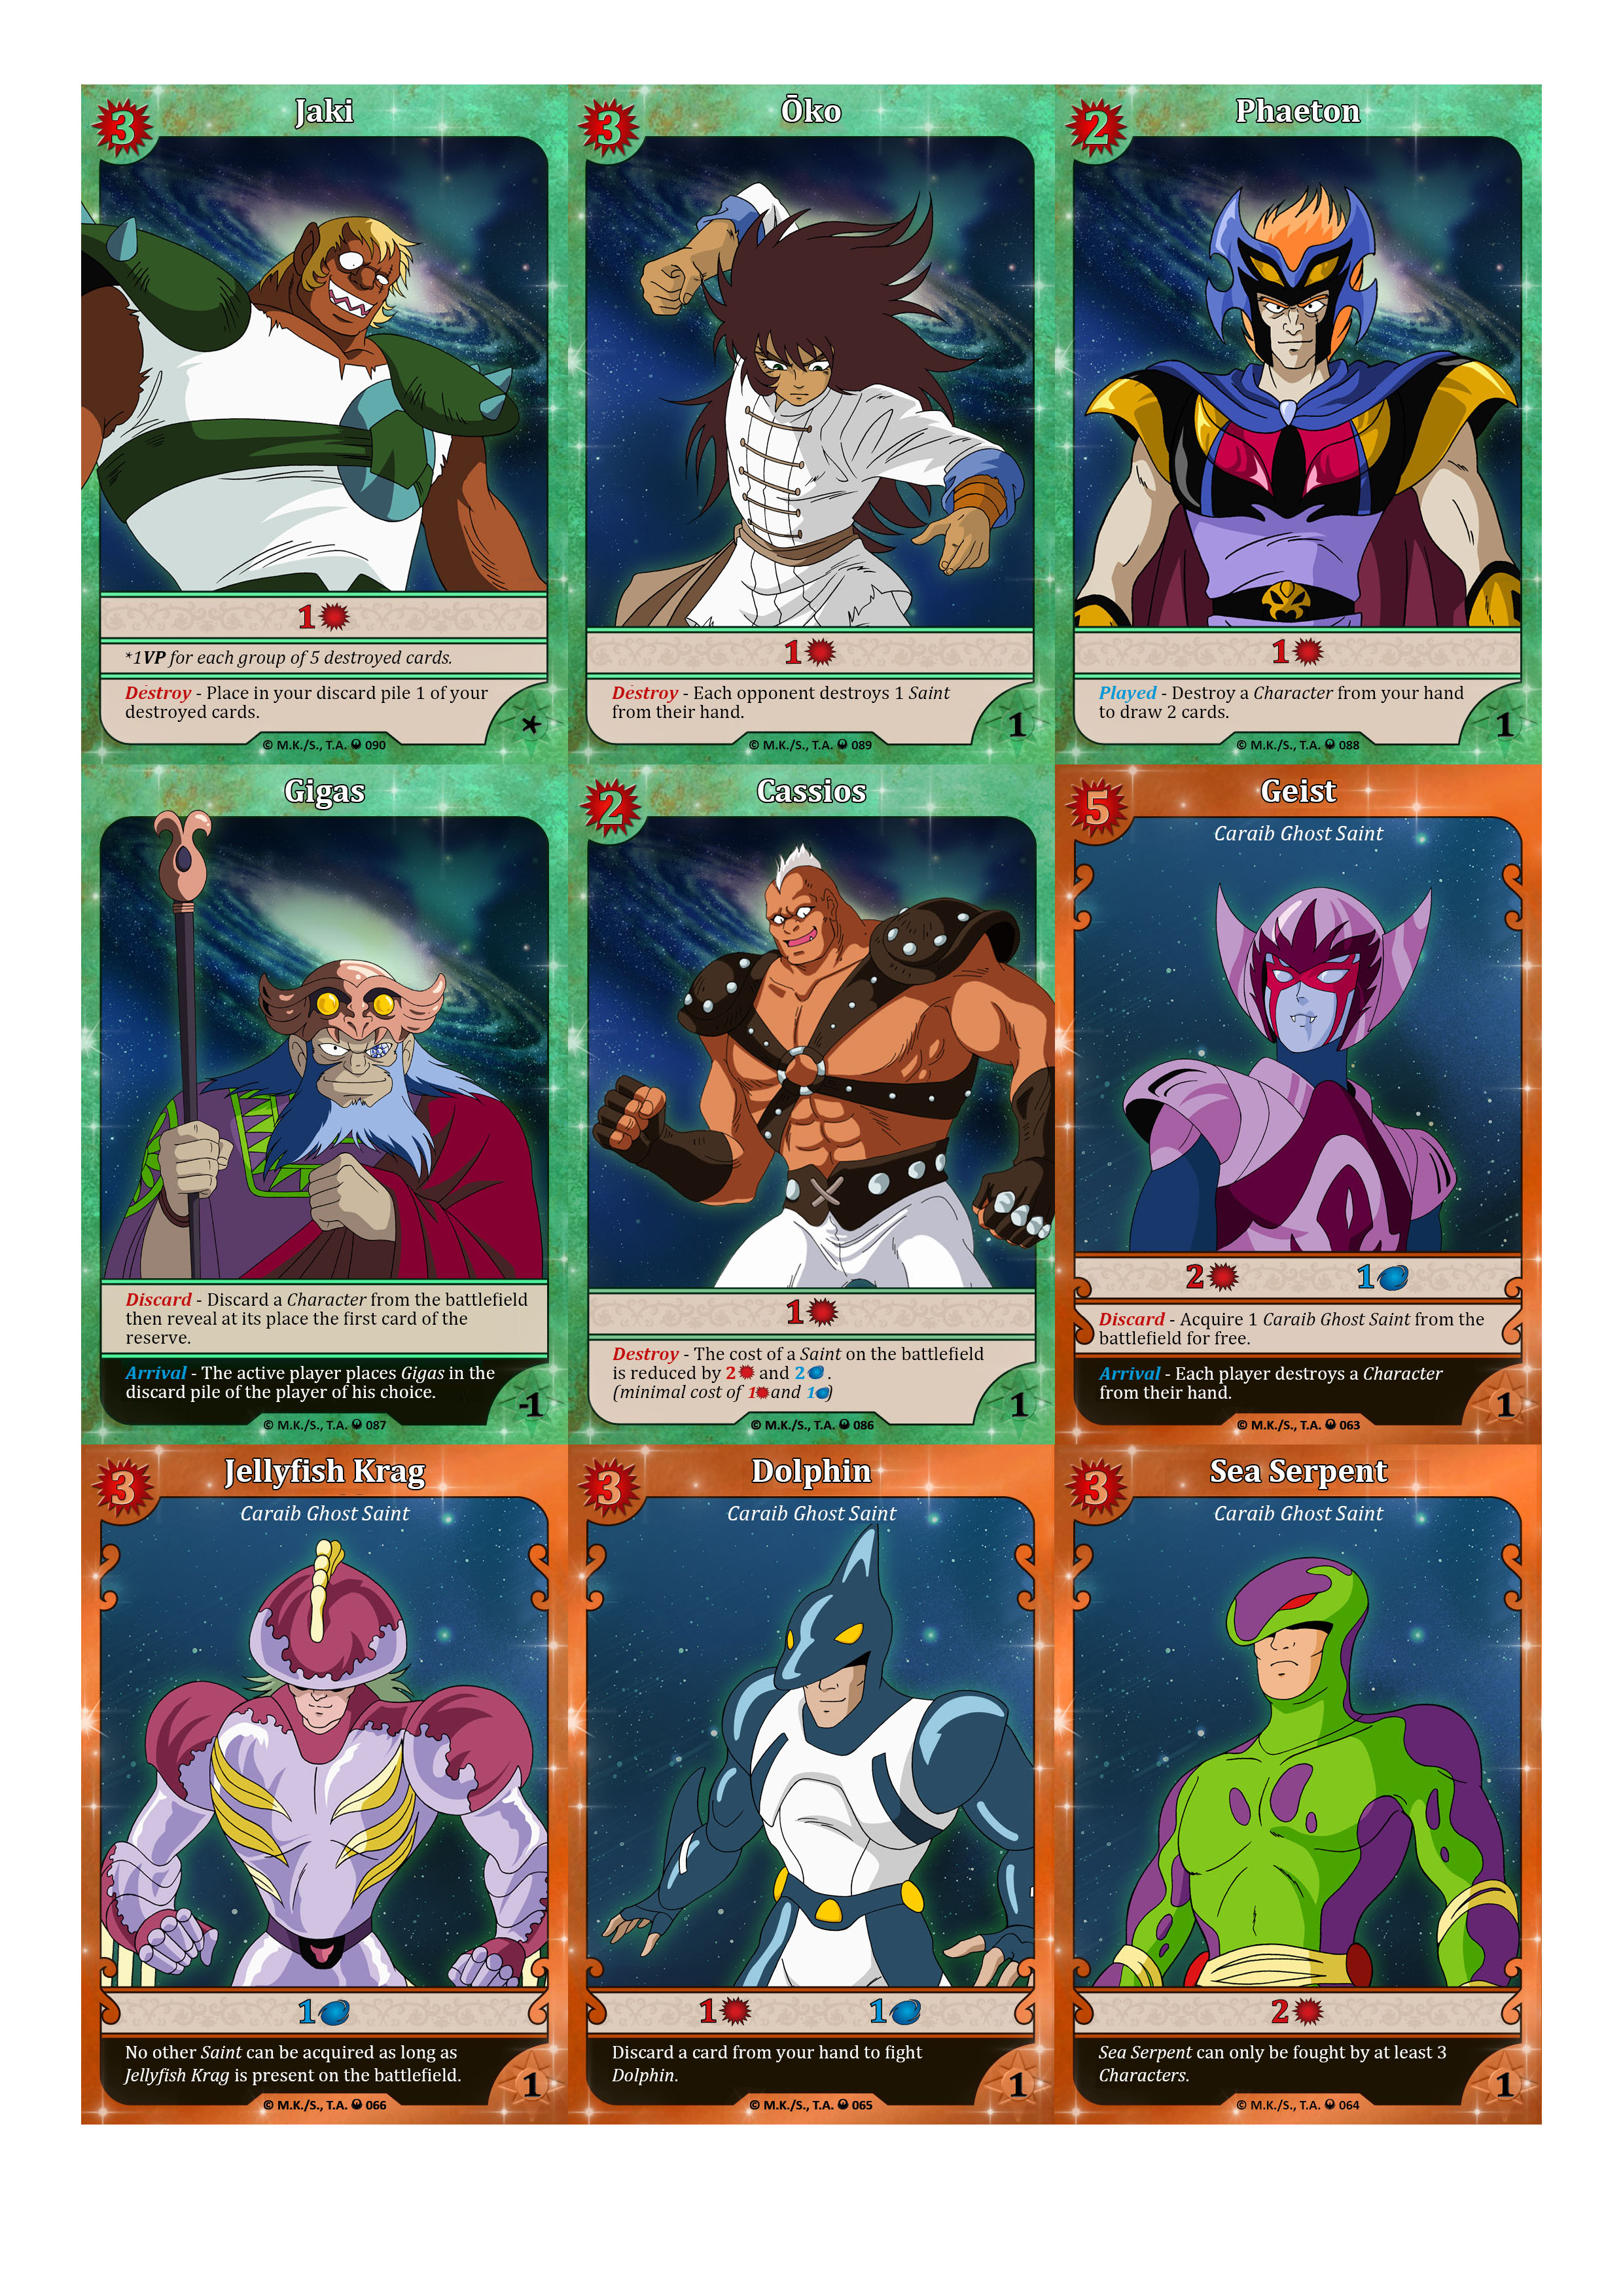 Jaki
3
1
*1VP for each group of 5 destroyed cards.
Destroy - Place in your discard pile 1 of your
destroyed cards.
*
© M.K./S., T.A. 090
Ōko
3
1
Destroy - Each opponent destroys 1 Saint
from their hand.
1
© M.K./S., T.A. 089
Phaeton
2
1
Played - Destroy a Character from your hand
to draw 2 cards.
1
© M.K./S., T.A. 088
Gigas
Discard - Discard a Character from the battlefield
then reveal at its place the first card of the
reserve.
Arrival - The active player places Gigas in the
discard pile of the player of his choice.
-1
© M.K./S., T.A. 087
Cassios
2
1
Destroy - The cost of a Saint on the battlefield
is reduced by 2 and 2.
(minimal cost of 1 and 1)
1
© M.K./S., T.A. 086
Geist
5
Caraib Ghost Saint
2 1
Discard - Acquire 1 Caraib Ghost Saint from the
battlefield for free.
Arrival - Each player destroys a Character
from their hand.
1
© M.K./S., T.A. 063
Jellyfish Krag
3
Caraib Ghost Saint
1
No other Saint can be acquired as long as
Jellyfish Krag is present on the battlefield.
1
© M.K./S., T.A. 066
Dolphin
3
Caraib Ghost Saint
1 1
Discard a card from your hand to fight
Dolphin.
1
© M.K./S., T.A. 065
Sea Serpent
3
Caraib Ghost Saint
2
Sea Serpent can only be fought by at least 3
Characters.
1
© M.K./S., T.A. 064